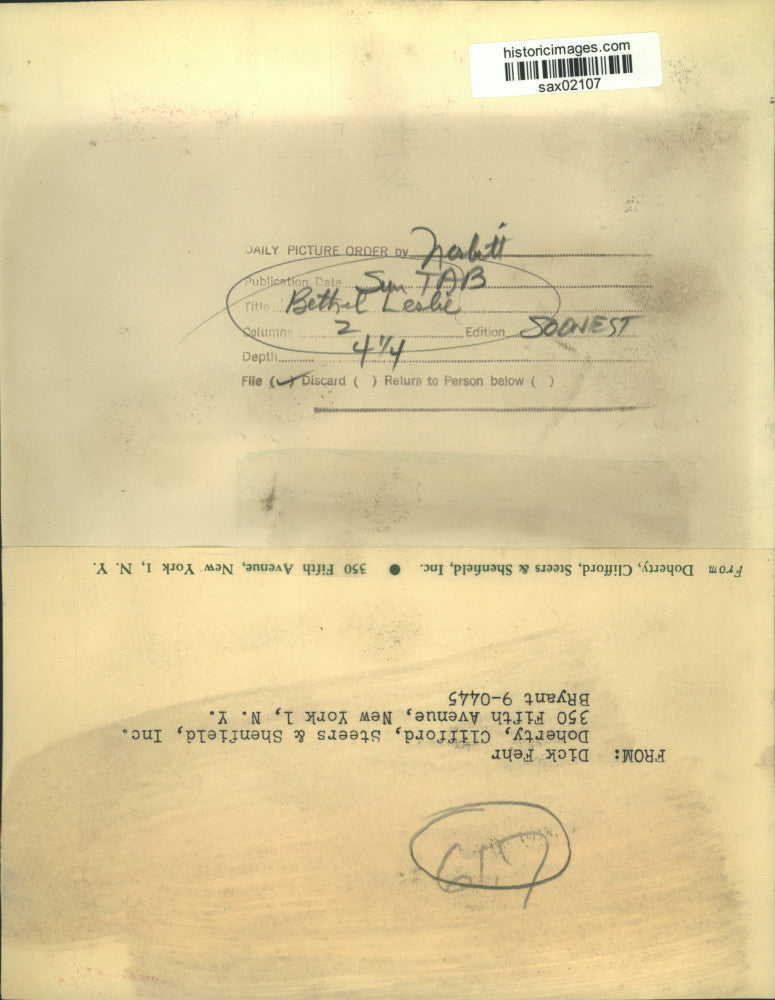 historicimages.com
sax02107
DAILY PICTURE ORDER by Nesbitt
Publication Date Sun TAB
Title Bethel Leslie
Columns 2 Edition SOONEST
Depth 4 1/4
File (✓) Discard ( ) Return to Person below ( )
From Doherty, Clifford, Steers & Shenfield, Inc. ● 350 Fifth Avenue, New York 1, N. Y.
FROM: Dick Fehr
Doherty, Clifford, Steers & Shenfield, Inc.
350 Fifth Avenue, New York 1, N. Y.
BRyant 9-0445